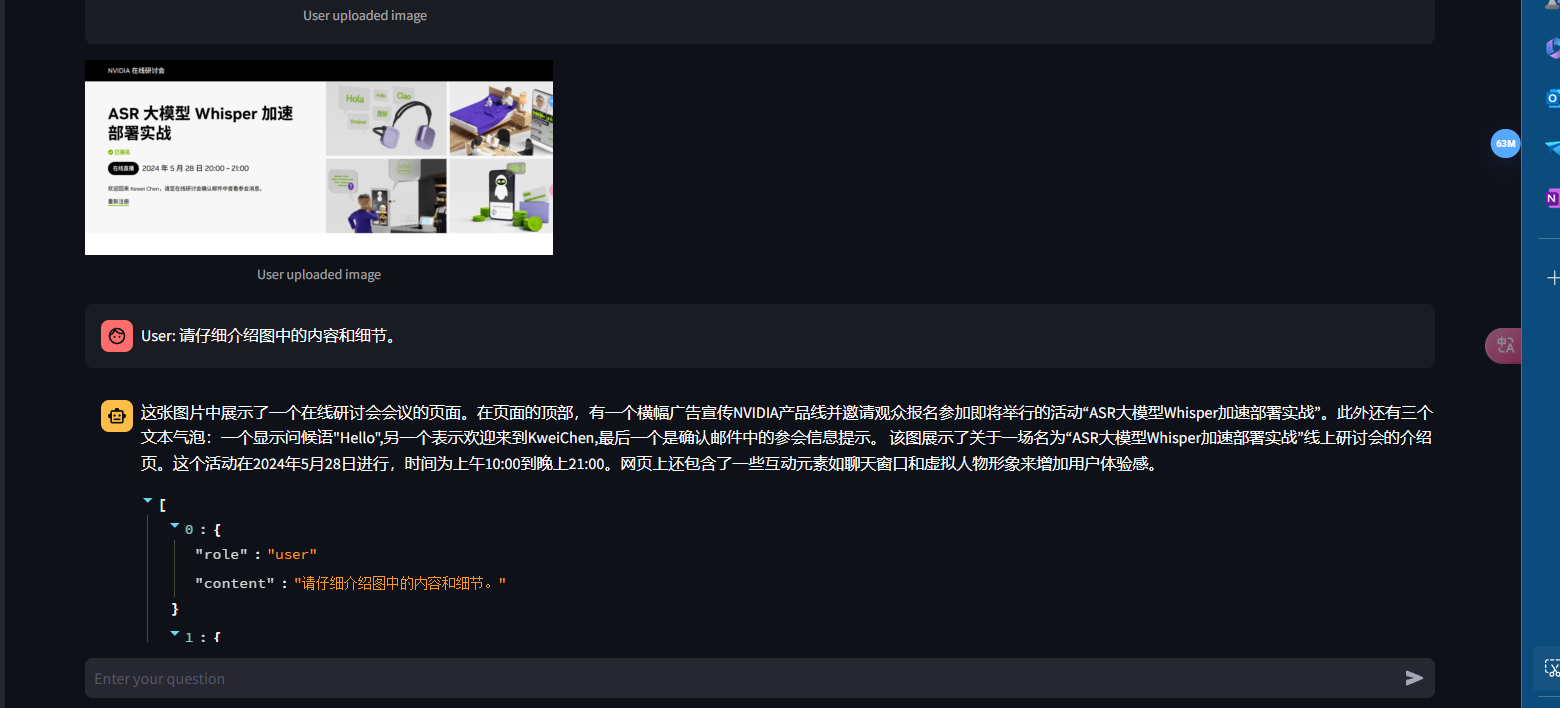 User uploaded image
NVIDIA 在线研讨会
ASR 大模型 Whisper 加速
部署实战
已报名
在线直播 2024 年 5 月 28 日 20:00 – 21:00
欢迎回来 Kewei Chen，请至在线研讨会确认邮件中查看参会消息。
重新注册
Hola
Hello
Ciao
Bonjour
User uploaded image
63M
User: 请仔细介绍图中的内容和细节。
中
A
这张图片中展示了一个在线研讨会会议的页面。在页面的顶部，有一个横幅广告宣传NVIDIA产品线并邀请观众报名参加即将举行的活动“ASR大模型Whisper加速部署实战”。此外还有三个
文本气泡：一个显示问候语"Hello",另一个表示欢迎来到KweiChen,最后一个是确认邮件中的参会信息提示。 该图展示了关于一场名为“ASR大模型Whisper加速部署实战”线上研讨会的介绍
页。这个活动在2024年5月28日进行，时间为上午10:00到晚上21:00。网页上还包含了一些互动元素如聊天窗口和虚拟人物形象来增加用户体验感。
[
0 : {
"role" : "user"
"content" : "请仔细介绍图中的内容和细节。"
}
1 : {
Enter your question